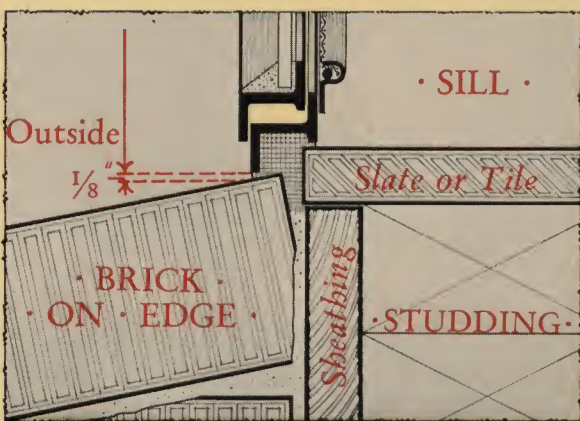 · SILL ·
Outside
1/8"
Slate or Tile
· BRICK ·
· ON · EDGE ·
Sheathing
· STUDDING ·